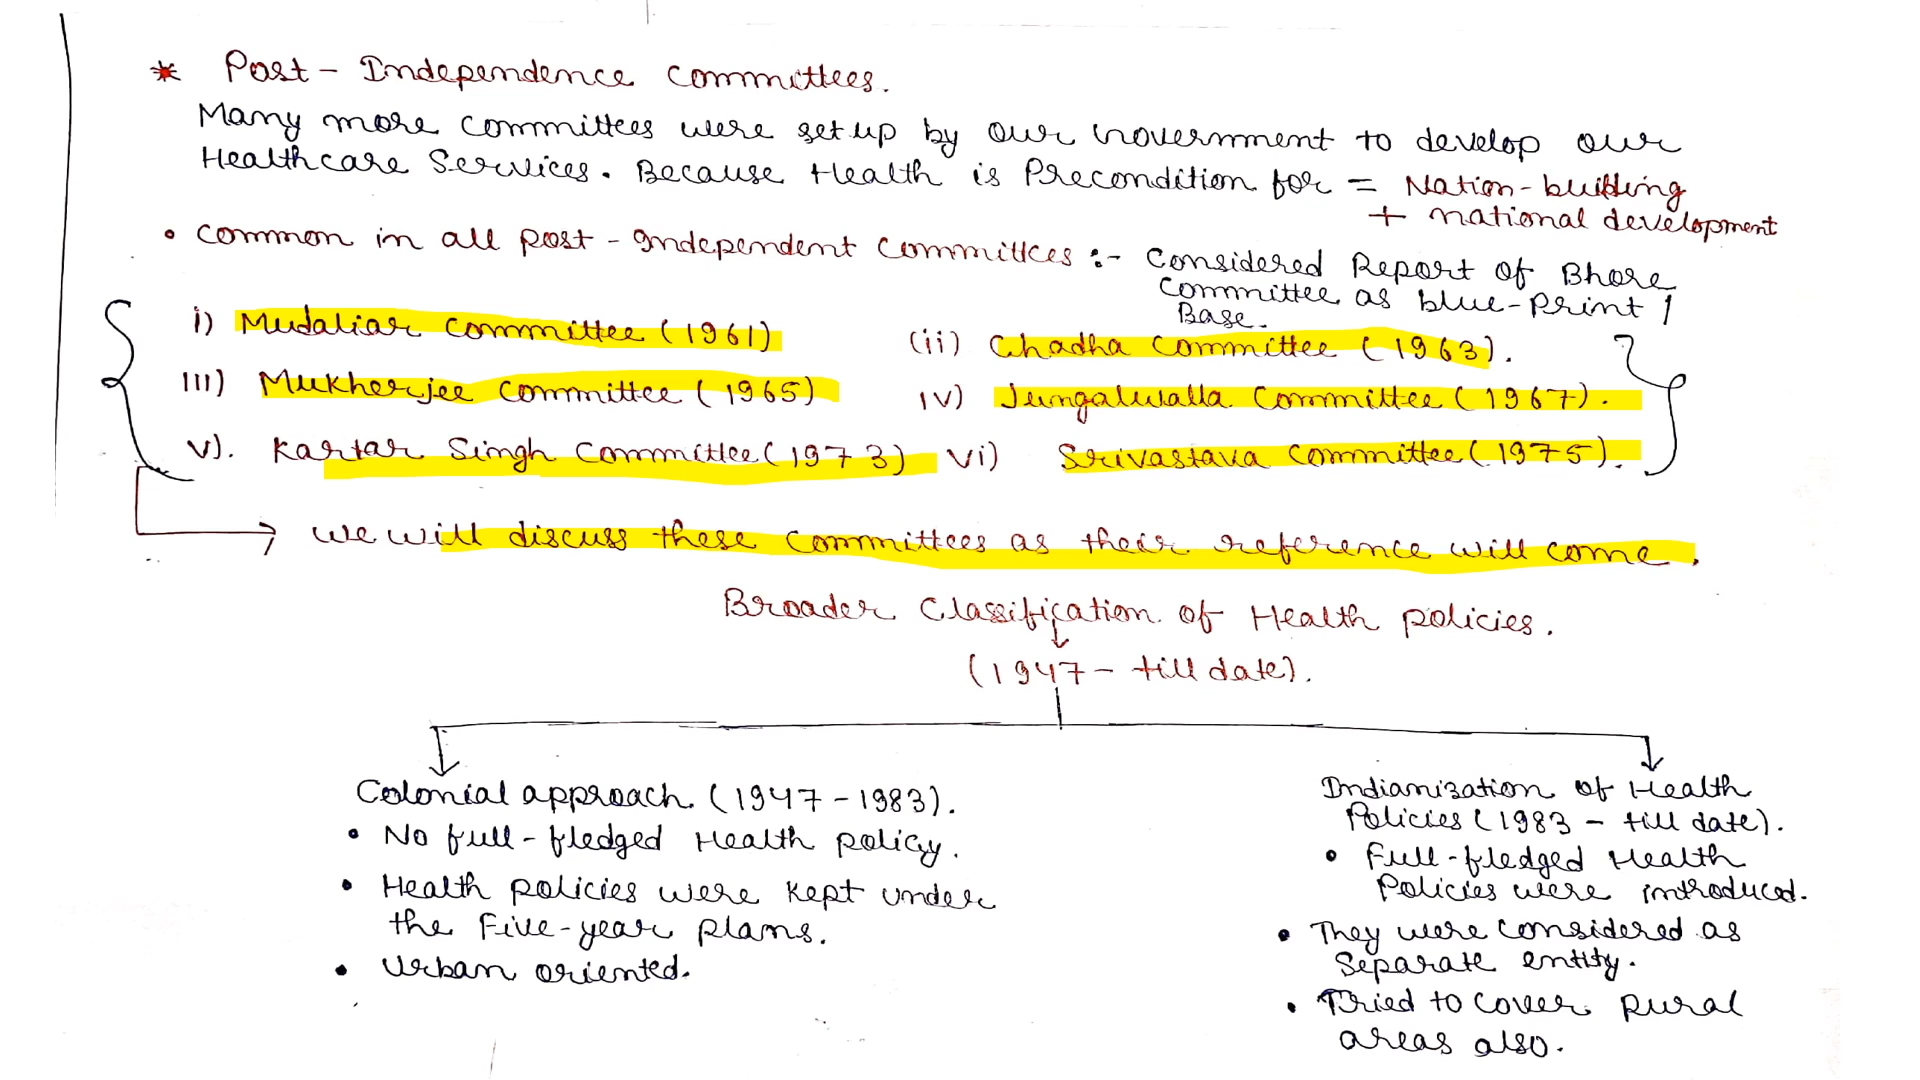 * Post - Independence committees.
Many more committees were set up by our Government to develop our
Healthcare Services. Because Health is Precondition for = Nation-building
+ national development
• Common in all post - Independent Committees :- Considered Report of Bhore
Committee as blue-print /
Base.
i) Mudaliar committee (1961)
(ii) Chadha Committee (1963).
III) Mukherjee committee (1965)
IV) Jungalwalla Committee (1967).
V). Kartar Singh Committee (1973)
vi) Srivastava Committee (1975).
→ we will discuss these committees as their reference will come.
Broader Classification of Health policies.
(1947 - till date).
Colonial approach (1947 - 1983).
• No full-fledged Health policy.
• Health policies were kept under
the Five-year plans.
• Urban oriented.
Indianization of Health
Policies (1983 - till date).
• Full-fledged Health
Policies were introduced.
• They were considered as
Separate entity.
• Tried to cover rural
areas also.